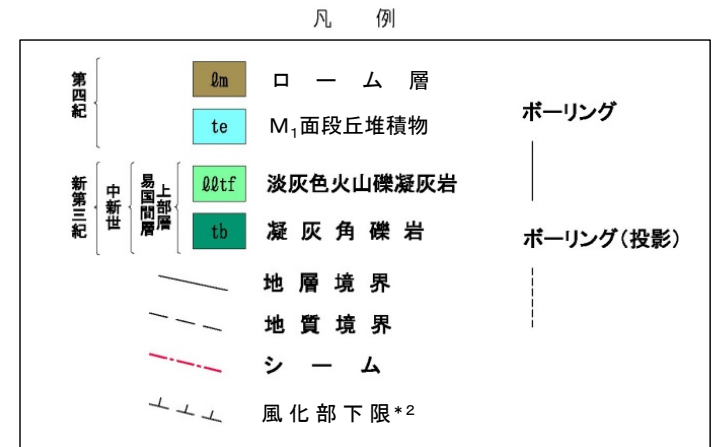 凡 例
第四紀
ℓm ローム層
te M₁面段丘堆積物
新第三紀
中新世
易国間層
上部層
ℓℓtf 淡灰色火山礫凝灰岩
tb 凝灰角礫岩
地層境界
地質境界
シーム
風化部下限*²
ボーリング
ボーリング(投影)